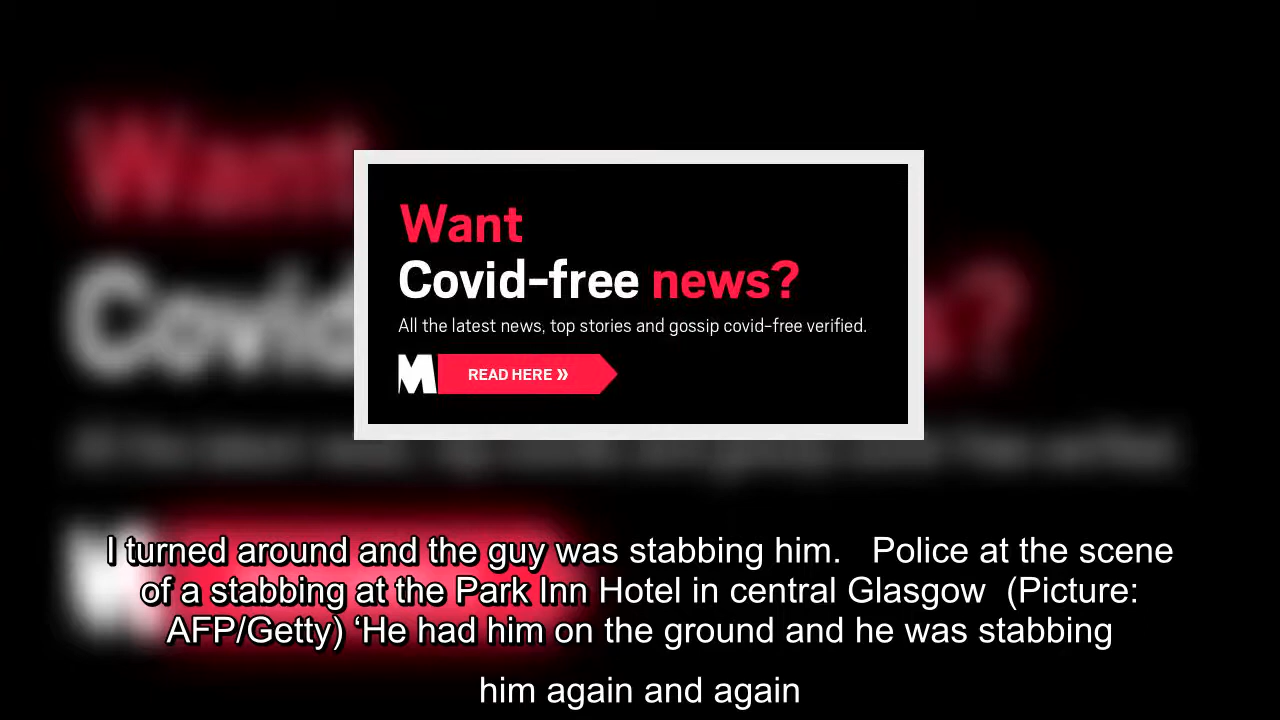 Want
Covid-free news?
All the latest news, top stories and gossip covid-free verified.
M READ HERE »
I turned around and the guy was stabbing him.   Police at the scene
of a stabbing at the Park Inn Hotel in central Glasgow  (Picture:
AFP/Getty) ‘He had him on the ground and he was stabbing
him again and again